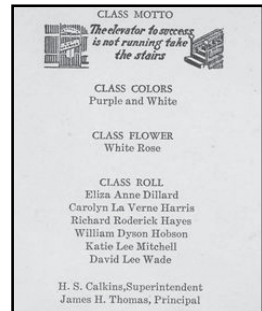 CLASS MOTTO
The elevator to success
is not running take
the stairs
CLASS COLORS
Purple and White
CLASS FLOWER
White Rose
CLASS ROLL
Eliza Anne Dillard
Carolyn La Verne Harris
Richard Roderick Hayes
William Dyson Hobson
Katie Lee Mitchell
David Lee Wade
H. S. Calkins,Superintendent
James H. Thomas, Principal